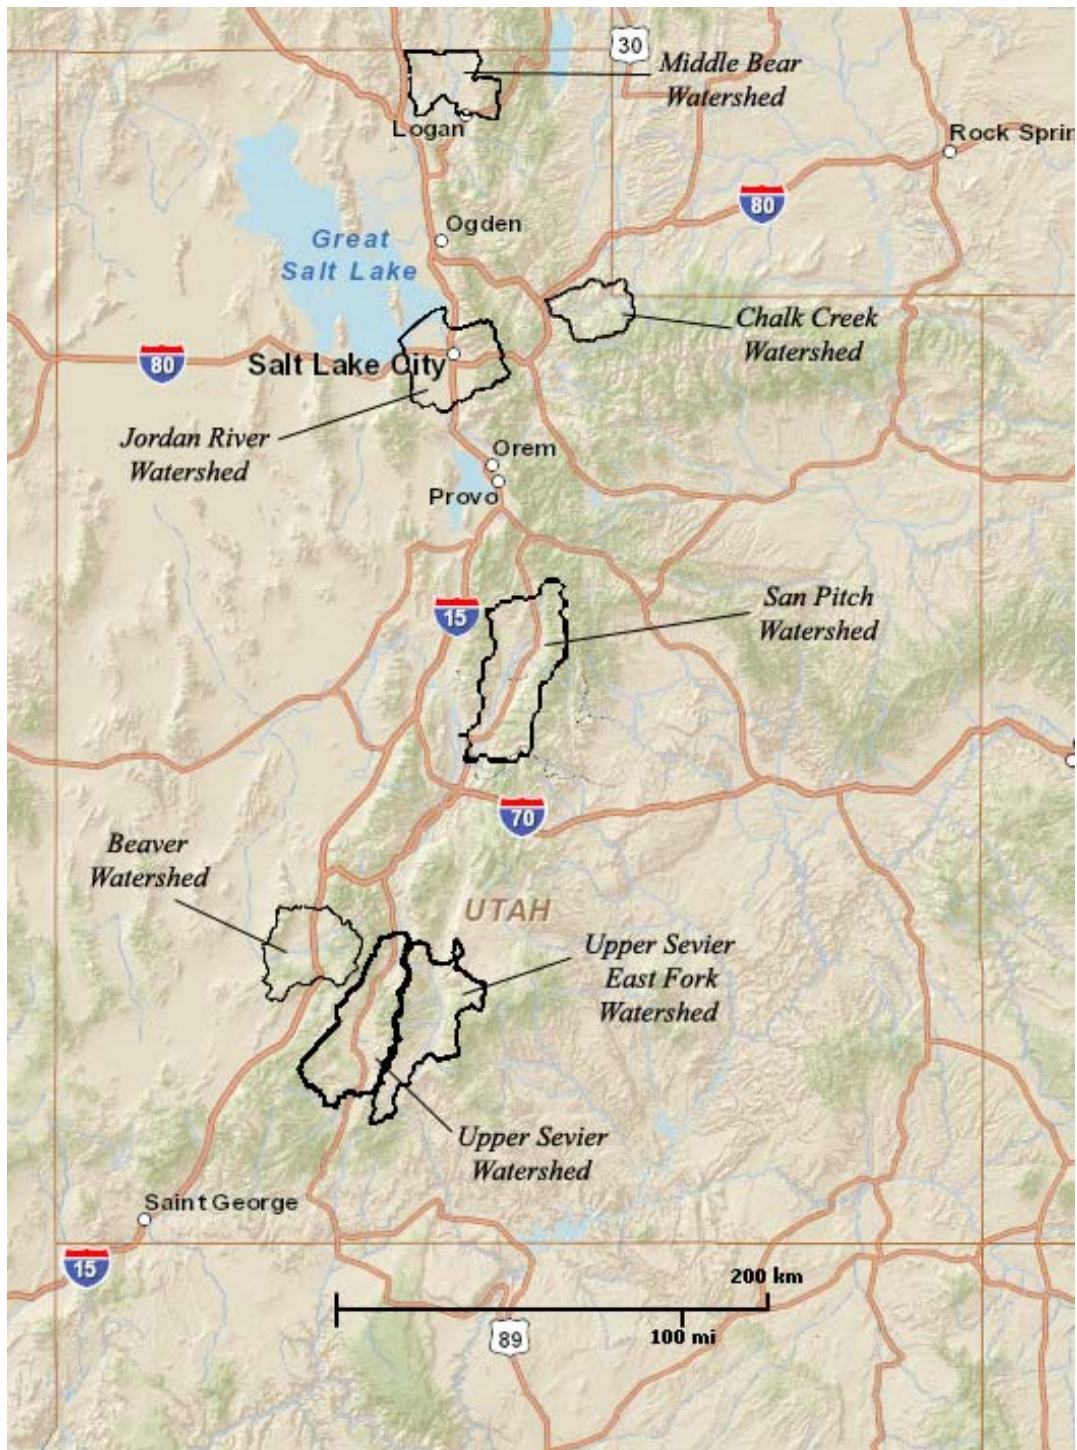 30
Middle Bear
Watershed
Logan
Rock Sprin
80
Ogden
Great
Salt Lake
Chalk Creek
Watershed
80
Salt Lake City
Jordan River
Watershed
Orem
Provo
San Pitch
Watershed
15
70
Beaver
Watershed
UTAH
Upper Sevier
East Fork
Watershed
Upper Sevier
Watershed
Saint George
15
200 km
100 mi
89